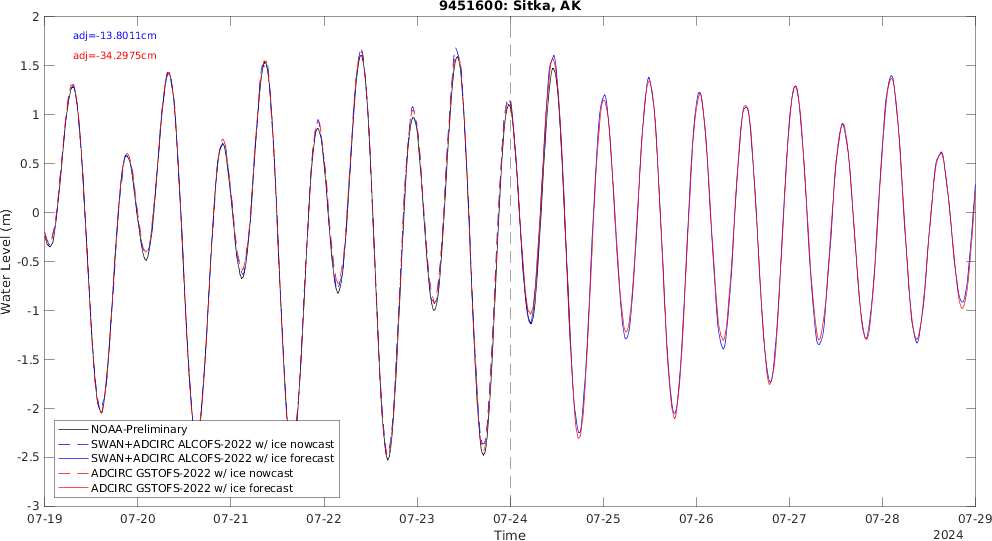 9451600: Sitka, AK
adj=-13.8011cm
adj=-34.2975cm
2
1.5
1
0.5
0
-0.5
-1
-1.5
-2
-2.5
-3
Water Level (m)
NOAA-Preliminary
SWAN+ADCIRC ALCOFS-2022 w/ ice nowcast
SWAN+ADCIRC ALCOFS-2022 w/ ice forecast
ADCIRC GSTOFS-2022 w/ ice nowcast
ADCIRC GSTOFS-2022 w/ ice forecast
07-19 07-20 07-21 07-22 07-23 07-24 07-25 07-26 07-27 07-28 07-29
Time
2024